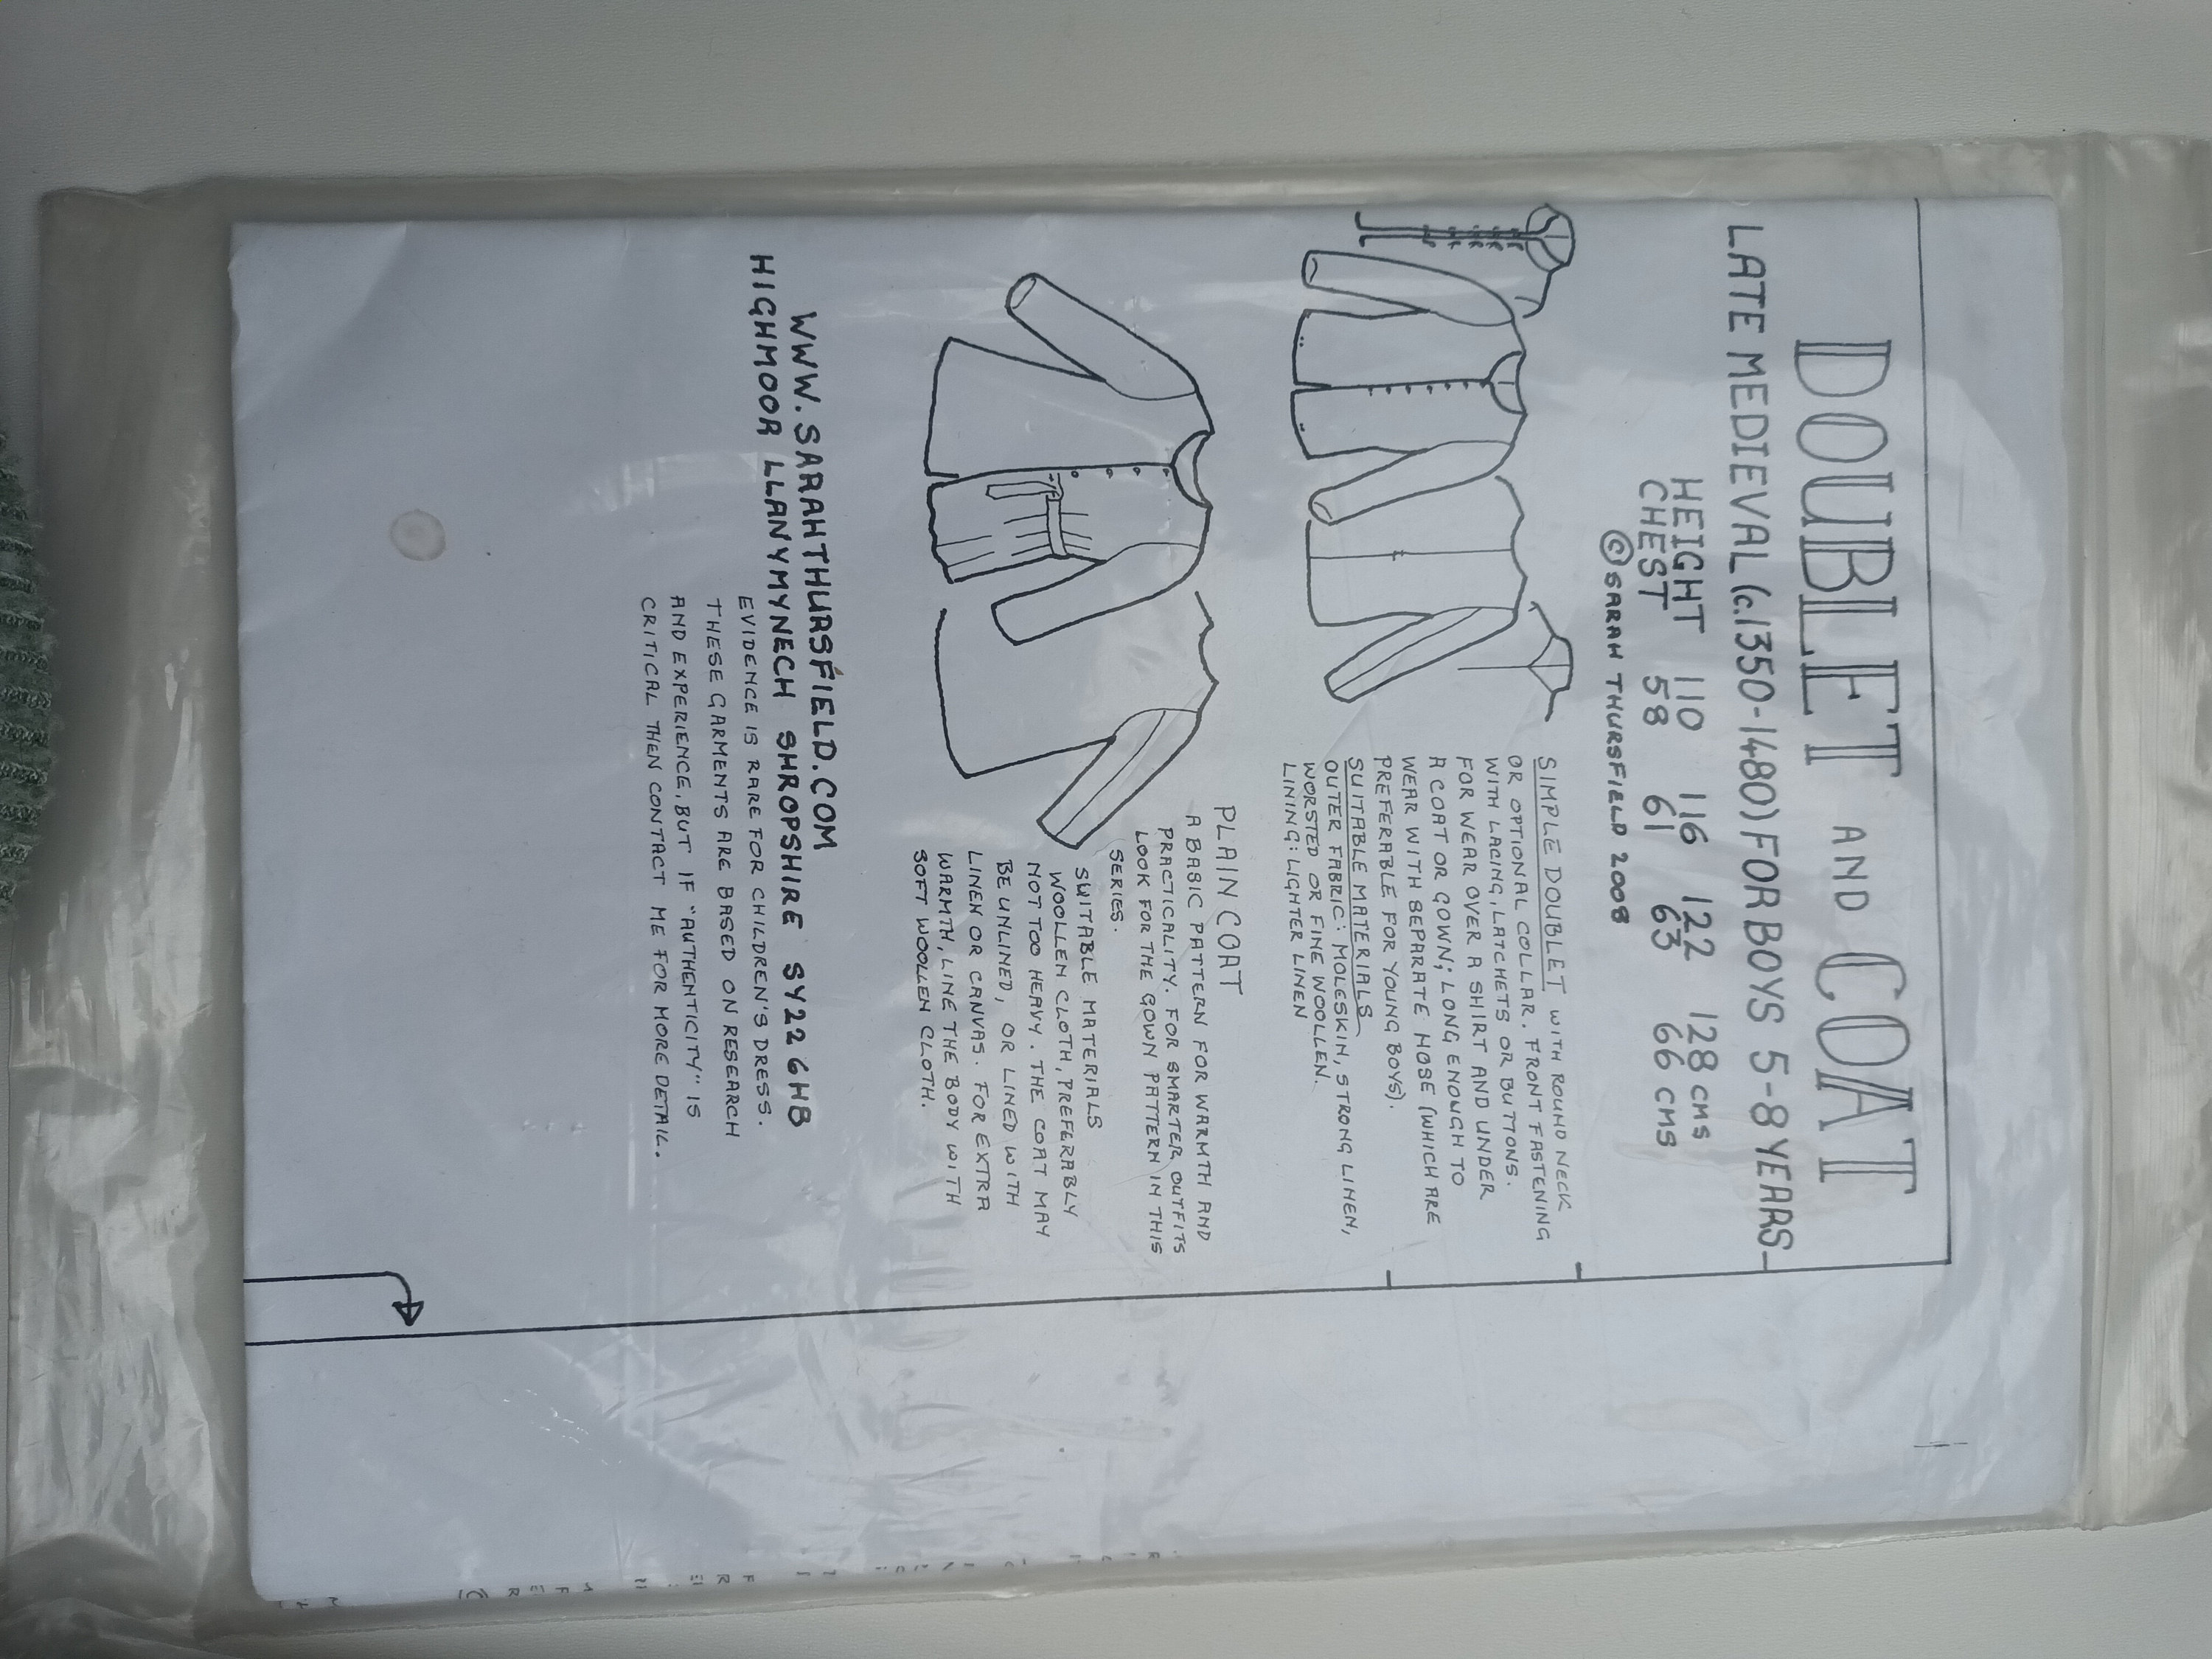 DOUBLET AND COAT
LATE MEDIEVAL (c.1350-1480) FOR BOYS 5-8 YEARS
HEIGHT 110 116 122 128 CMS
CHEST 58 61 63 66 CMS
© SARAH THURSFIELD 2008
SIMPLE DOUBLET WITH ROUND NECK
OR OPTIONAL COLLAR. FRONT FASTENING
WITH LACING, LATCHETS OR BUTTONS.
FOR WEAR OVER A SHIRT AND UNDER
A COAT OR GOWN; LONG ENOUGH TO
WEAR WITH SEPARATE HOSE (WHICH ARE
PREFERABLE FOR YOUNG BOYS).
SUITABLE MATERIALS
OUTER FABRIC: MOLESKIN, STRONG LINEN,
WORSTED OR FINE WOOLLEN.
LINING: LIGHTER LINEN
PLAIN COAT
A BASIC PATTERN FOR WARMTH AND
PRACTICALITY. FOR SMARTER OUTFITS
LOOK FOR THE GOWN PATTERN IN THIS
SERIES.
SUITABLE MATERIALS
WOOLLEN CLOTH, PREFERABLY
NOT TOO HEAVY. THE COAT MAY
BE UNLINED, OR LINED WITH
LINEN OR CANVAS. FOR EXTRA
WARMTH, LINE THE BODY WITH
SOFT WOOLLEN CLOTH.
WWW.SARAHTHURSFIELD.COM
HIGHMOOR LLANYMYNECH SHROPSHIRE SY22 6HB
EVIDENCE IS RARE FOR CHILDREN'S DRESS.
THESE GARMENTS ARE BASED ON RESEARCH
AND EXPERIENCE, BUT IF "AUTHENTICITY" IS
CRITICAL THEN CONTACT ME FOR MORE DETAIL.